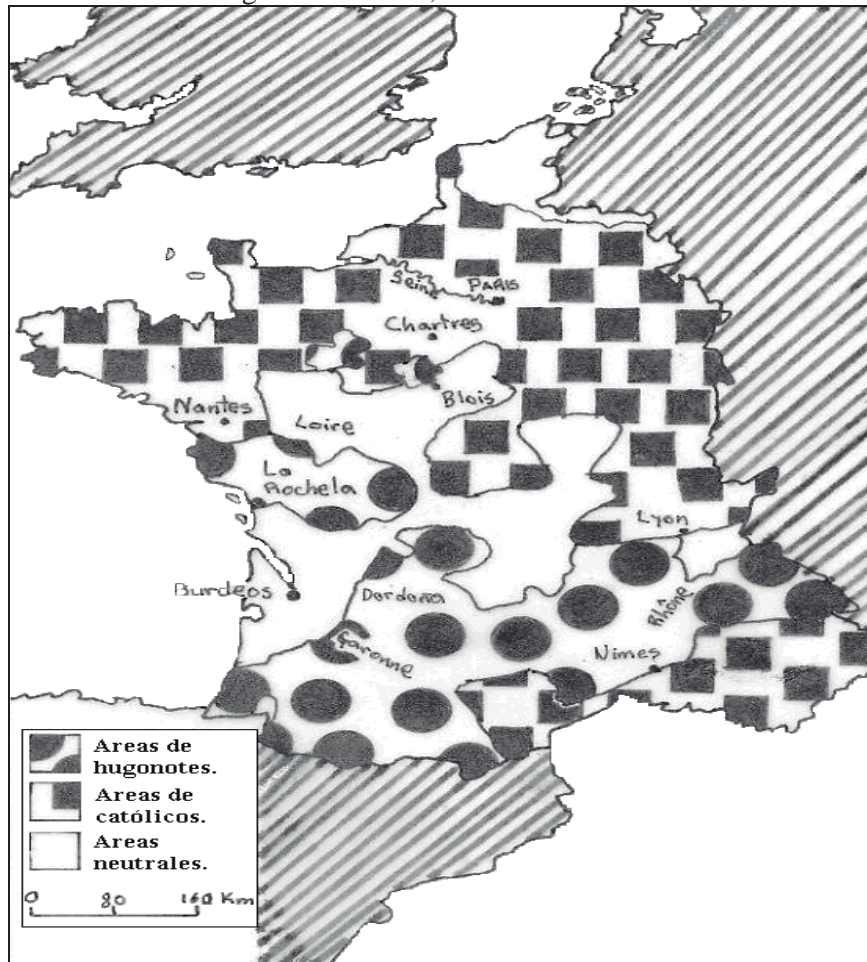 Seine
PARIS
Chartres
Blois
Nantes
Loire
La
Rochela
Lyon
Burdeos
Dordona
Rhône
Garonne
Nimes
Areas de
hugonotes.
Areas de
católicos.
Areas
neutrales.
0 80 160 Km